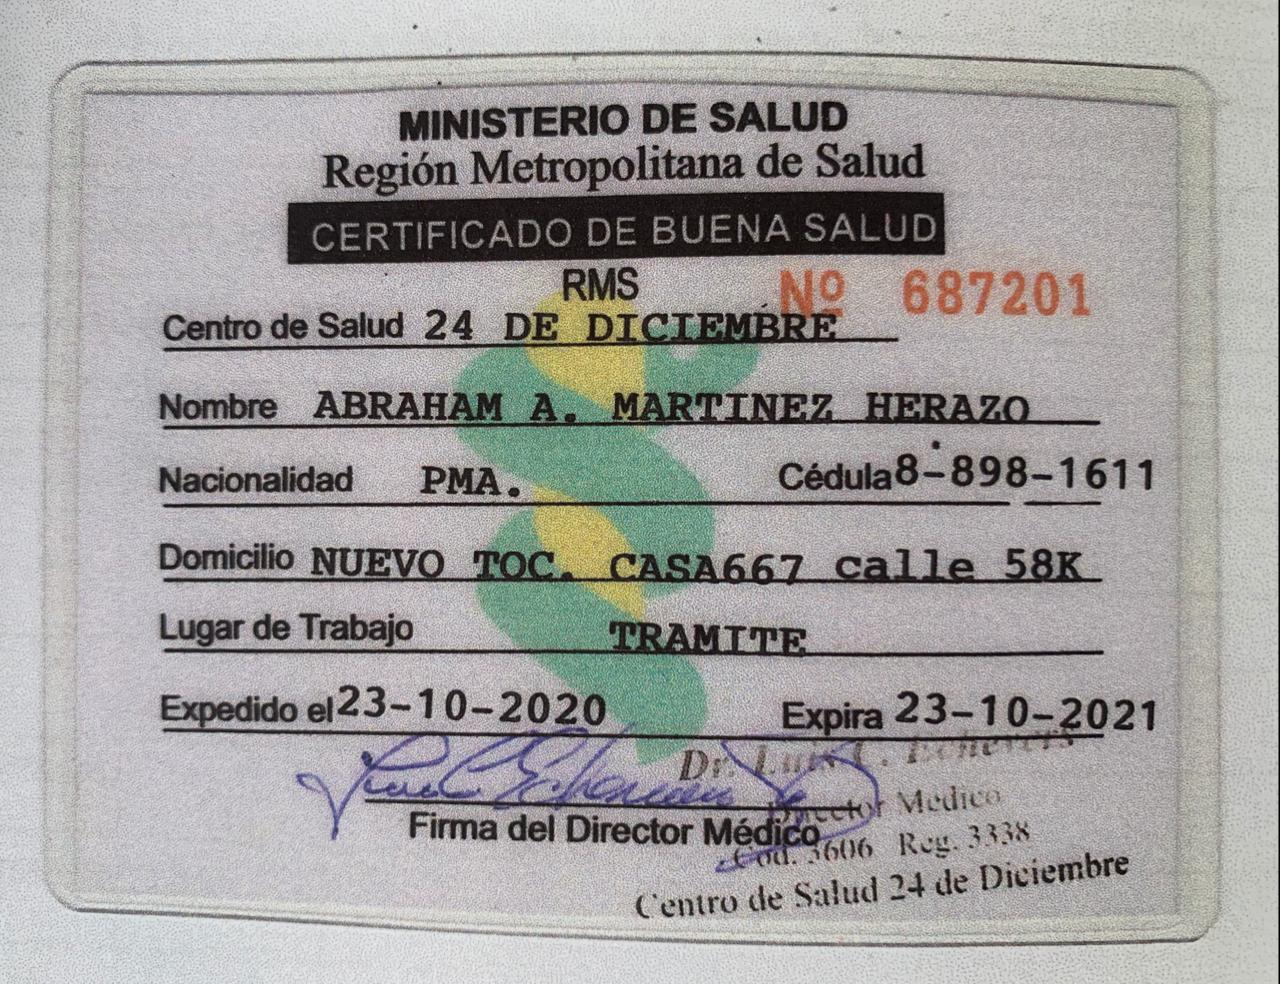 MINISTERIO DE SALUD
Región Metropolitana de Salud
CERTIFICADO DE BUENA SALUD
RMS
Nº 687201
Centro de Salud 24 DE DICIEMBRE
Nombre ABRAHAM A. MARTINEZ HERAZO
Nacionalidad PMA. Cédula 8-898-1611
Domicilio NUEVO TOC. CASA667 calle 58K
Lugar de Trabajo TRAMITE
Expedido el 23-10-2020 Expira 23-10-2021
Dr. Luis C. Echevers
Director Medico
Firma del Director Médico
Cod. 3606 Reg. 3338
Centro de Salud 24 de Diciembre